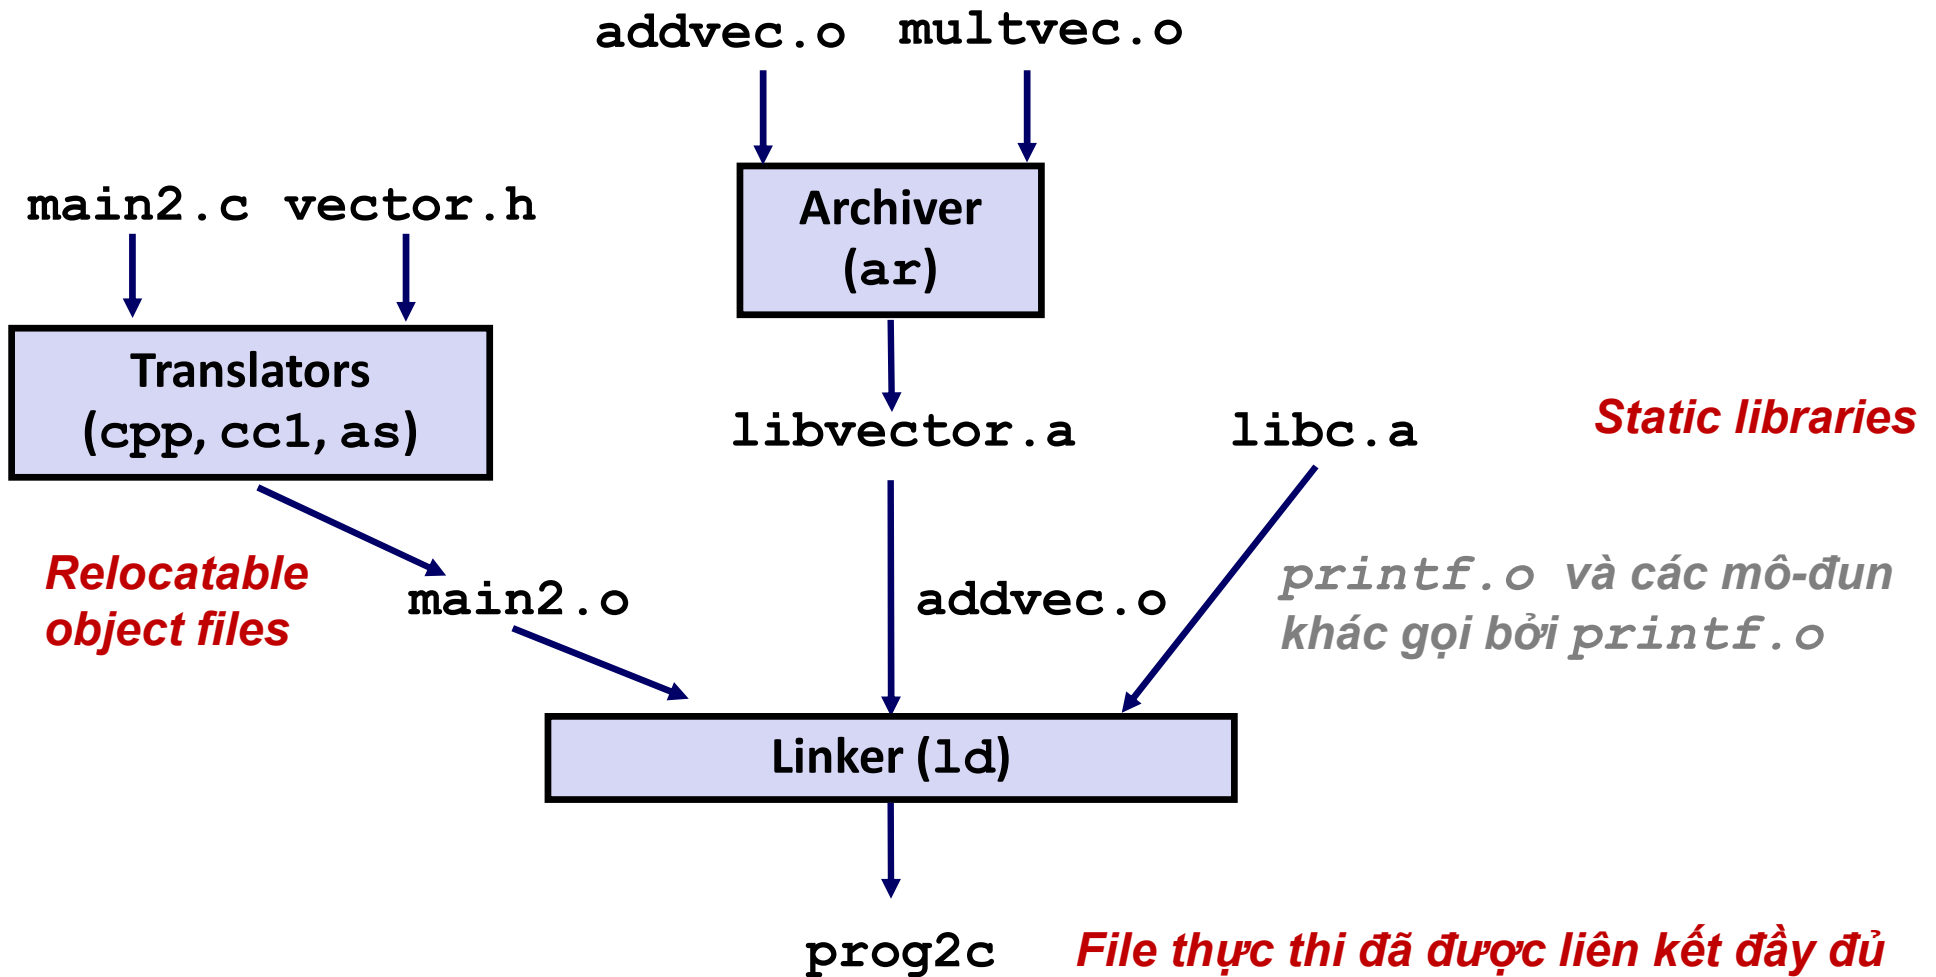 addvec.o multvec.o
main2.c vector.h
Archiver
(ar)
Translators
(cpp, cc1, as)
libvector.a
libc.a
Static libraries
Relocatable
object files
main2.o
addvec.o
printf.o và các mô-đun
khác gọi bởi printf.o
Linker (ld)
prog2c
File thực thi đã được liên kết đầy đủ